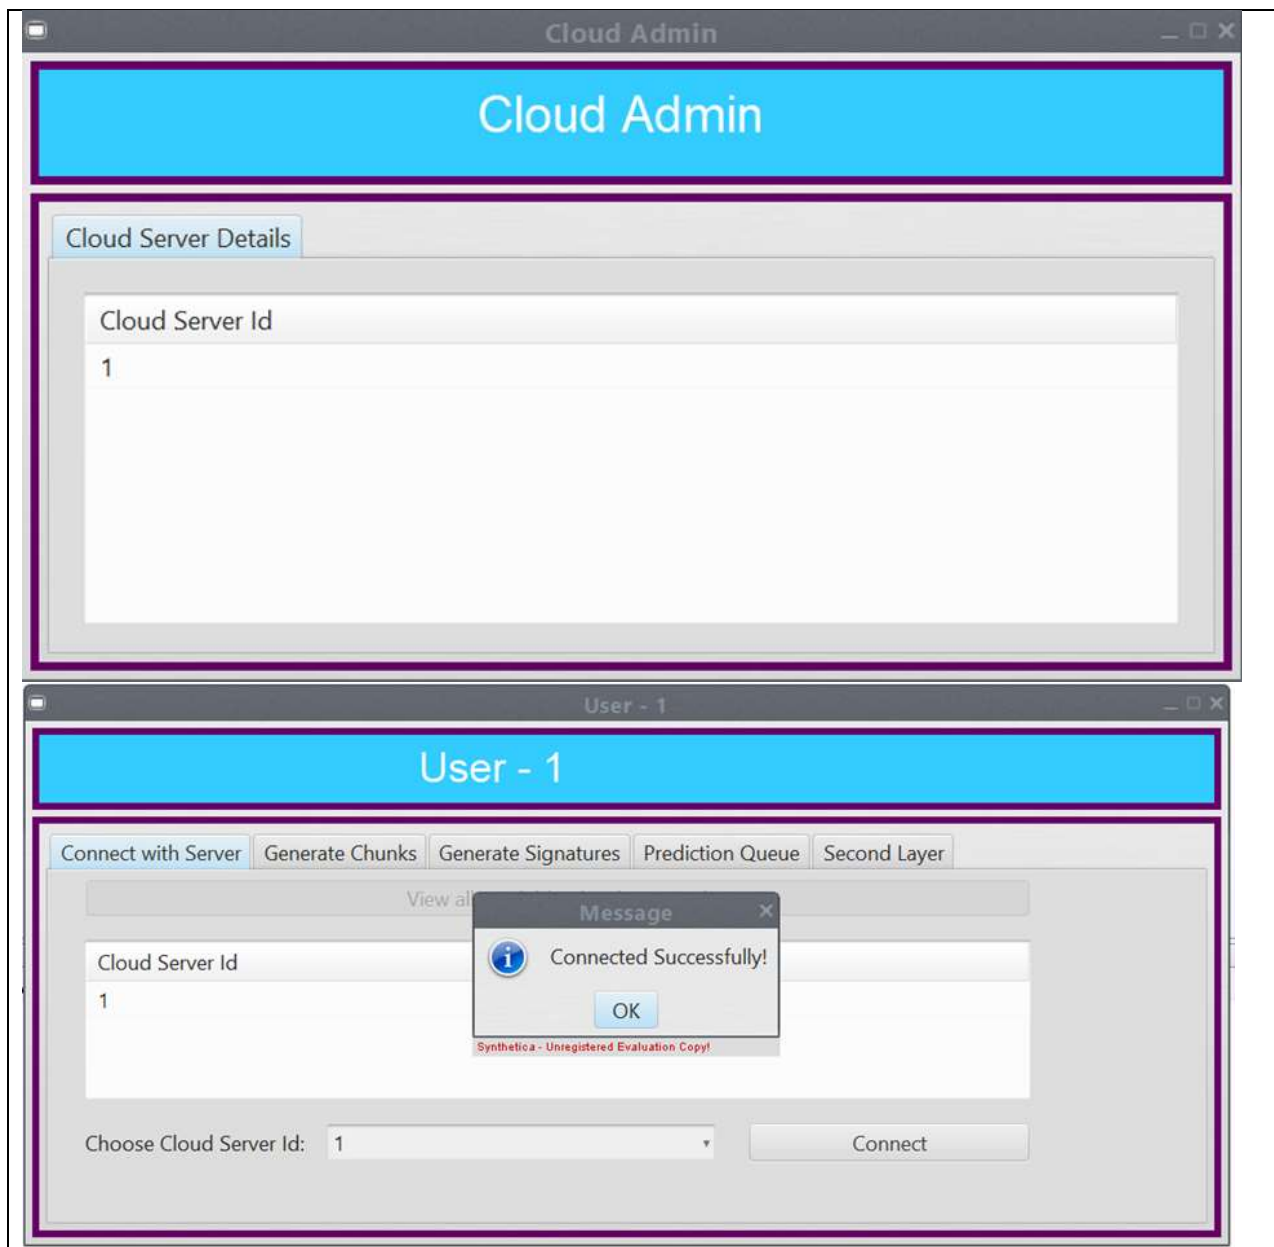 Cloud Admin
Cloud Admin
Cloud Server Details
Cloud Server Id
1
User - 1
User - 1
Connect with Server Generate Chunks Generate Signatures Prediction Queue Second Layer
View all
Message
Cloud Server Id
Connected Successfully!
1
OK
Synthetica - Unregistered Evaluation Copy!
Choose Cloud Server Id: 1 Connect